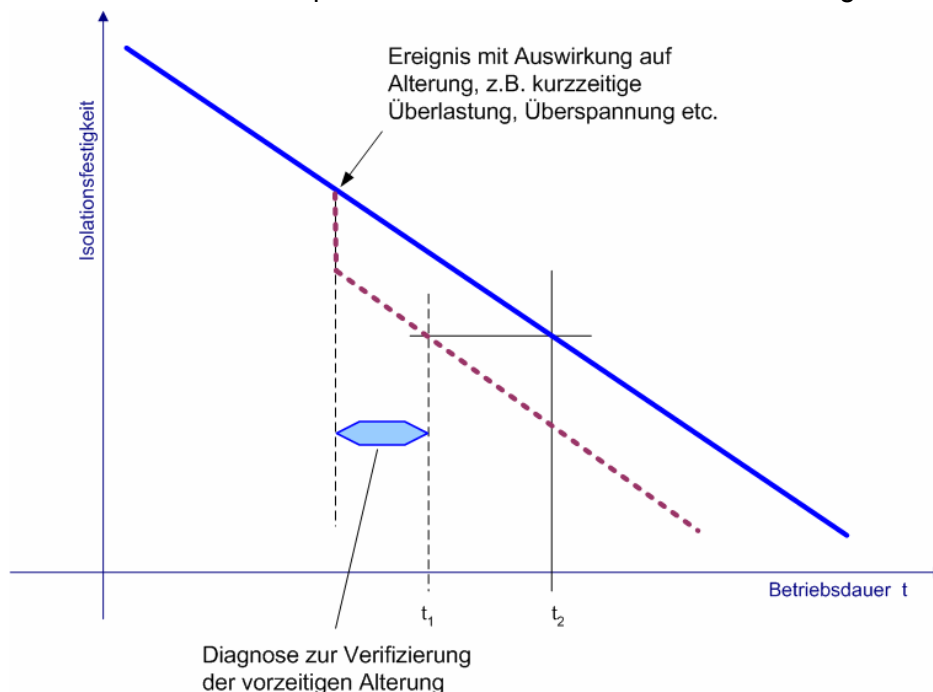 Ereignis mit Auswirkung auf
Alterung, z.B. kurzzeitige
Überlastung, Überspannung etc.
Isolationsfestigkeit
Betriebsdauer t
t₁
t₂
Diagnose zur Verifizierung
der vorzeitigen Alterung